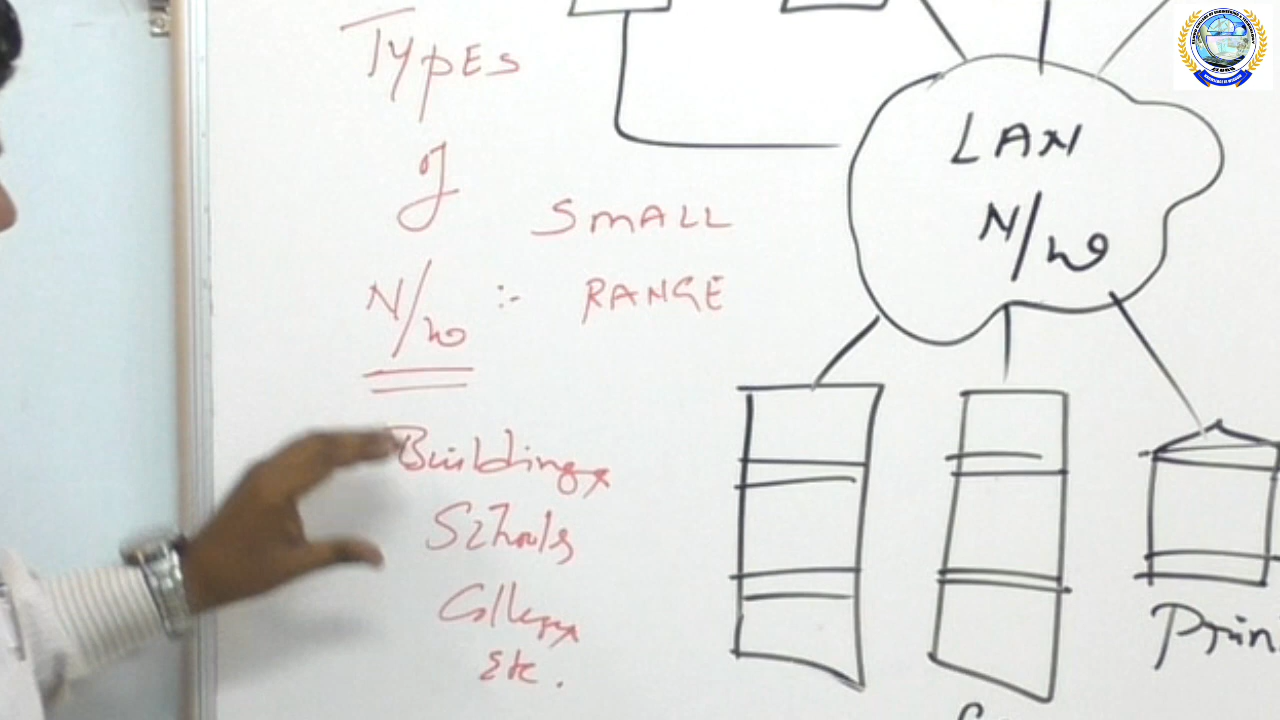 Types
of
N/w :-
SMALL
RANGE
Buildings
Schools
Colleges
Etc.
LAN
N/w
Prin